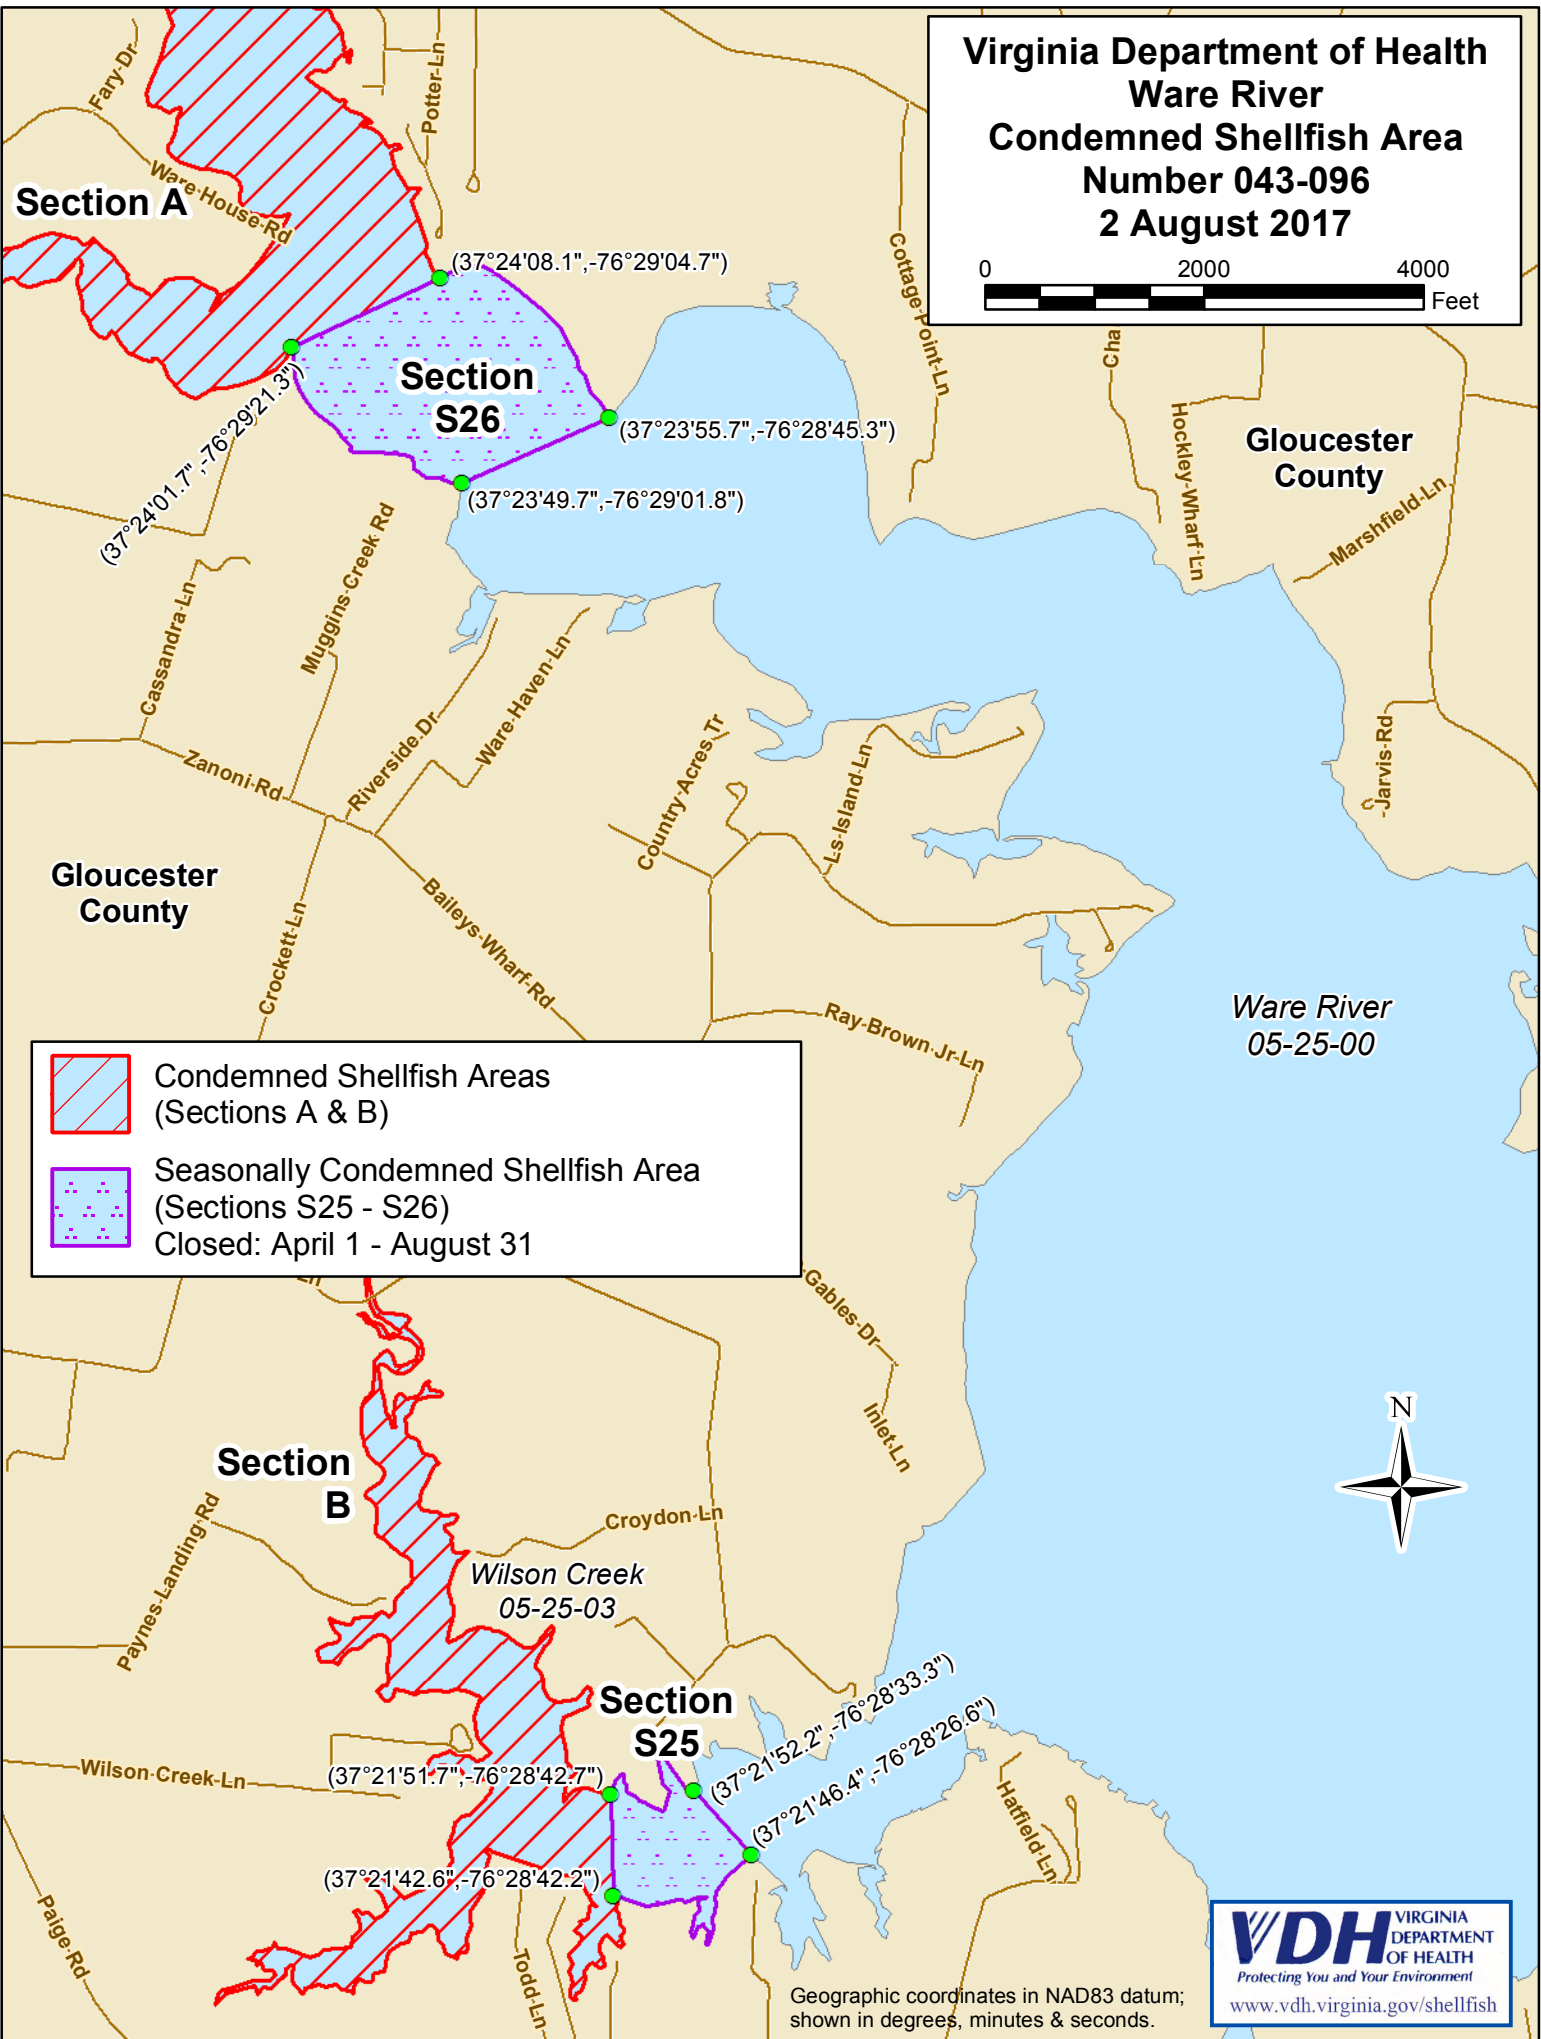 Virginia Department of Health
Ware River
Condemned Shellfish Area
Number 043-096
2 August 2017
0 2000 4000
Feet
Fary Dr
Potter Ln
Ware House Rd
Section A
(37°24'08.1",-76°29'04.7")
Cottage Point Ln
Cha
Section
S26
(37°24'01.7",-76°29'21.3")
(37°23'55.7",-76°28'45.3")
(37°23'49.7",-76°29'01.8")
Hockley Wharf Ln
Gloucester
County
Marshfield Ln
Cassandra Ln
Muggins Creek Rd
Riverside Dr
Ware Haven Ln
Zanoni Rd
Country Acres Tr
Ls Island Ln
Jarvis Rd
Gloucester
County
Crockett Ln
Baileys Wharf Rd
Ray Brown Jr Ln
Ware River
05-25-00
Condemned Shellfish Areas
(Sections A & B)
Seasonally Condemned Shellfish Area
(Sections S25 - S26)
Closed: April 1 - August 31
Ln
Gables Dr
Inlet Ln
N
Section
B
Croydon Ln
Paynes Landing Rd
Wilson Creek
05-25-03
Section
S25
(37°21'52.2",-76°28'33.3")
(37°21'46.4",-76°28'26.6")
Wilson Creek Ln
(37°21'51.7",-76°28'42.7")
(37°21'42.6",-76°28'42.2")
Hatfield Ln
Paige Rd
Todd Ln
Geographic coordinates in NAD83 datum;
shown in degrees, minutes & seconds.
VDH VIRGINIA
DEPARTMENT
OF HEALTH
Protecting You and Your Environment
www.vdh.virginia.gov/shellfish